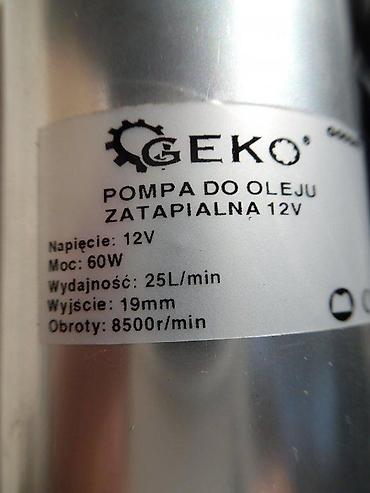 GEKO
POMPA DO OLEJU
ZATAPIALNA 12V
Napięcie: 12V
Moc: 60W
Wydajność: 25L/min
Wyjście: 19mm
Obroty: 8500r/min